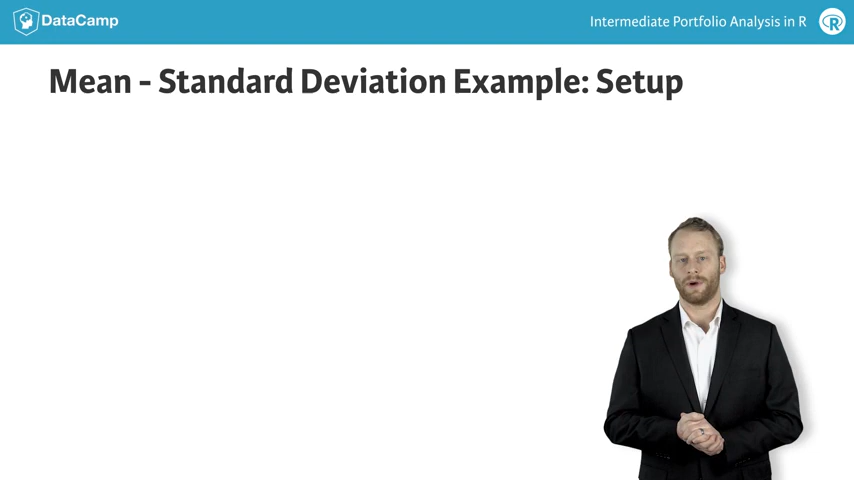 DataCamp
Intermediate Portfolio Analysis in R
R
Mean - Standard Deviation Example: Setup